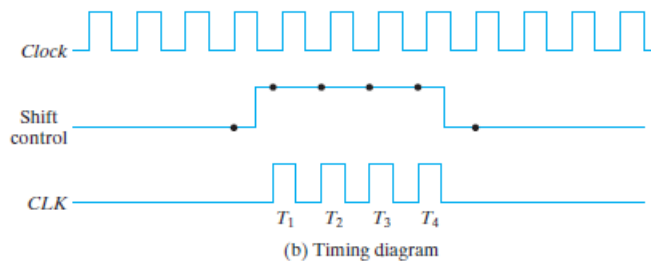 Clock
Shift
control
CLK
T1 T2 T3 T4
(b) Timing diagram